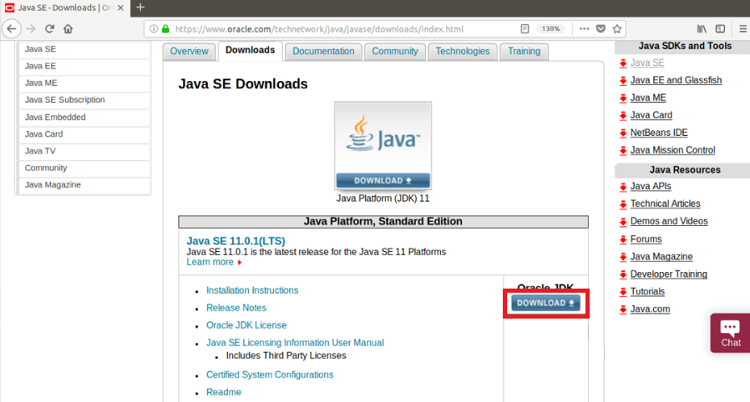 Java SE - Downloads | Or
https://www.oracle.com/technetwork/java/javase/downloads/index.html
130%
Java SE
Java EE
Java ME
Java SE Subscription
Java Embedded
Java Card
Java TV
Community
Java Magazine
Overview
Downloads
Documentation
Community
Technologies
Training
Java SE Downloads
Java™
DOWNLOAD
Java Platform (JDK) 11
Java Platform, Standard Edition
Java SE 11.0.1(LTS)
Java SE 11.0.1 is the latest release for the Java SE 11 Platforms
Learn more
Installation Instructions
Release Notes
Oracle JDK License
Java SE Licensing Information User Manual
Includes Third Party Licenses
Certified System Configurations
Readme
Oracle JDK
DOWNLOAD
Java SDKs and Tools
Java SE
Java EE and Glassfish
Java ME
Java Card
NetBeans IDE
Java Mission Control
Java Resources
Java APIs
Technical Articles
Demos and Videos
Forums
Java Magazine
Developer Training
Tutorials
Java.com
Chat